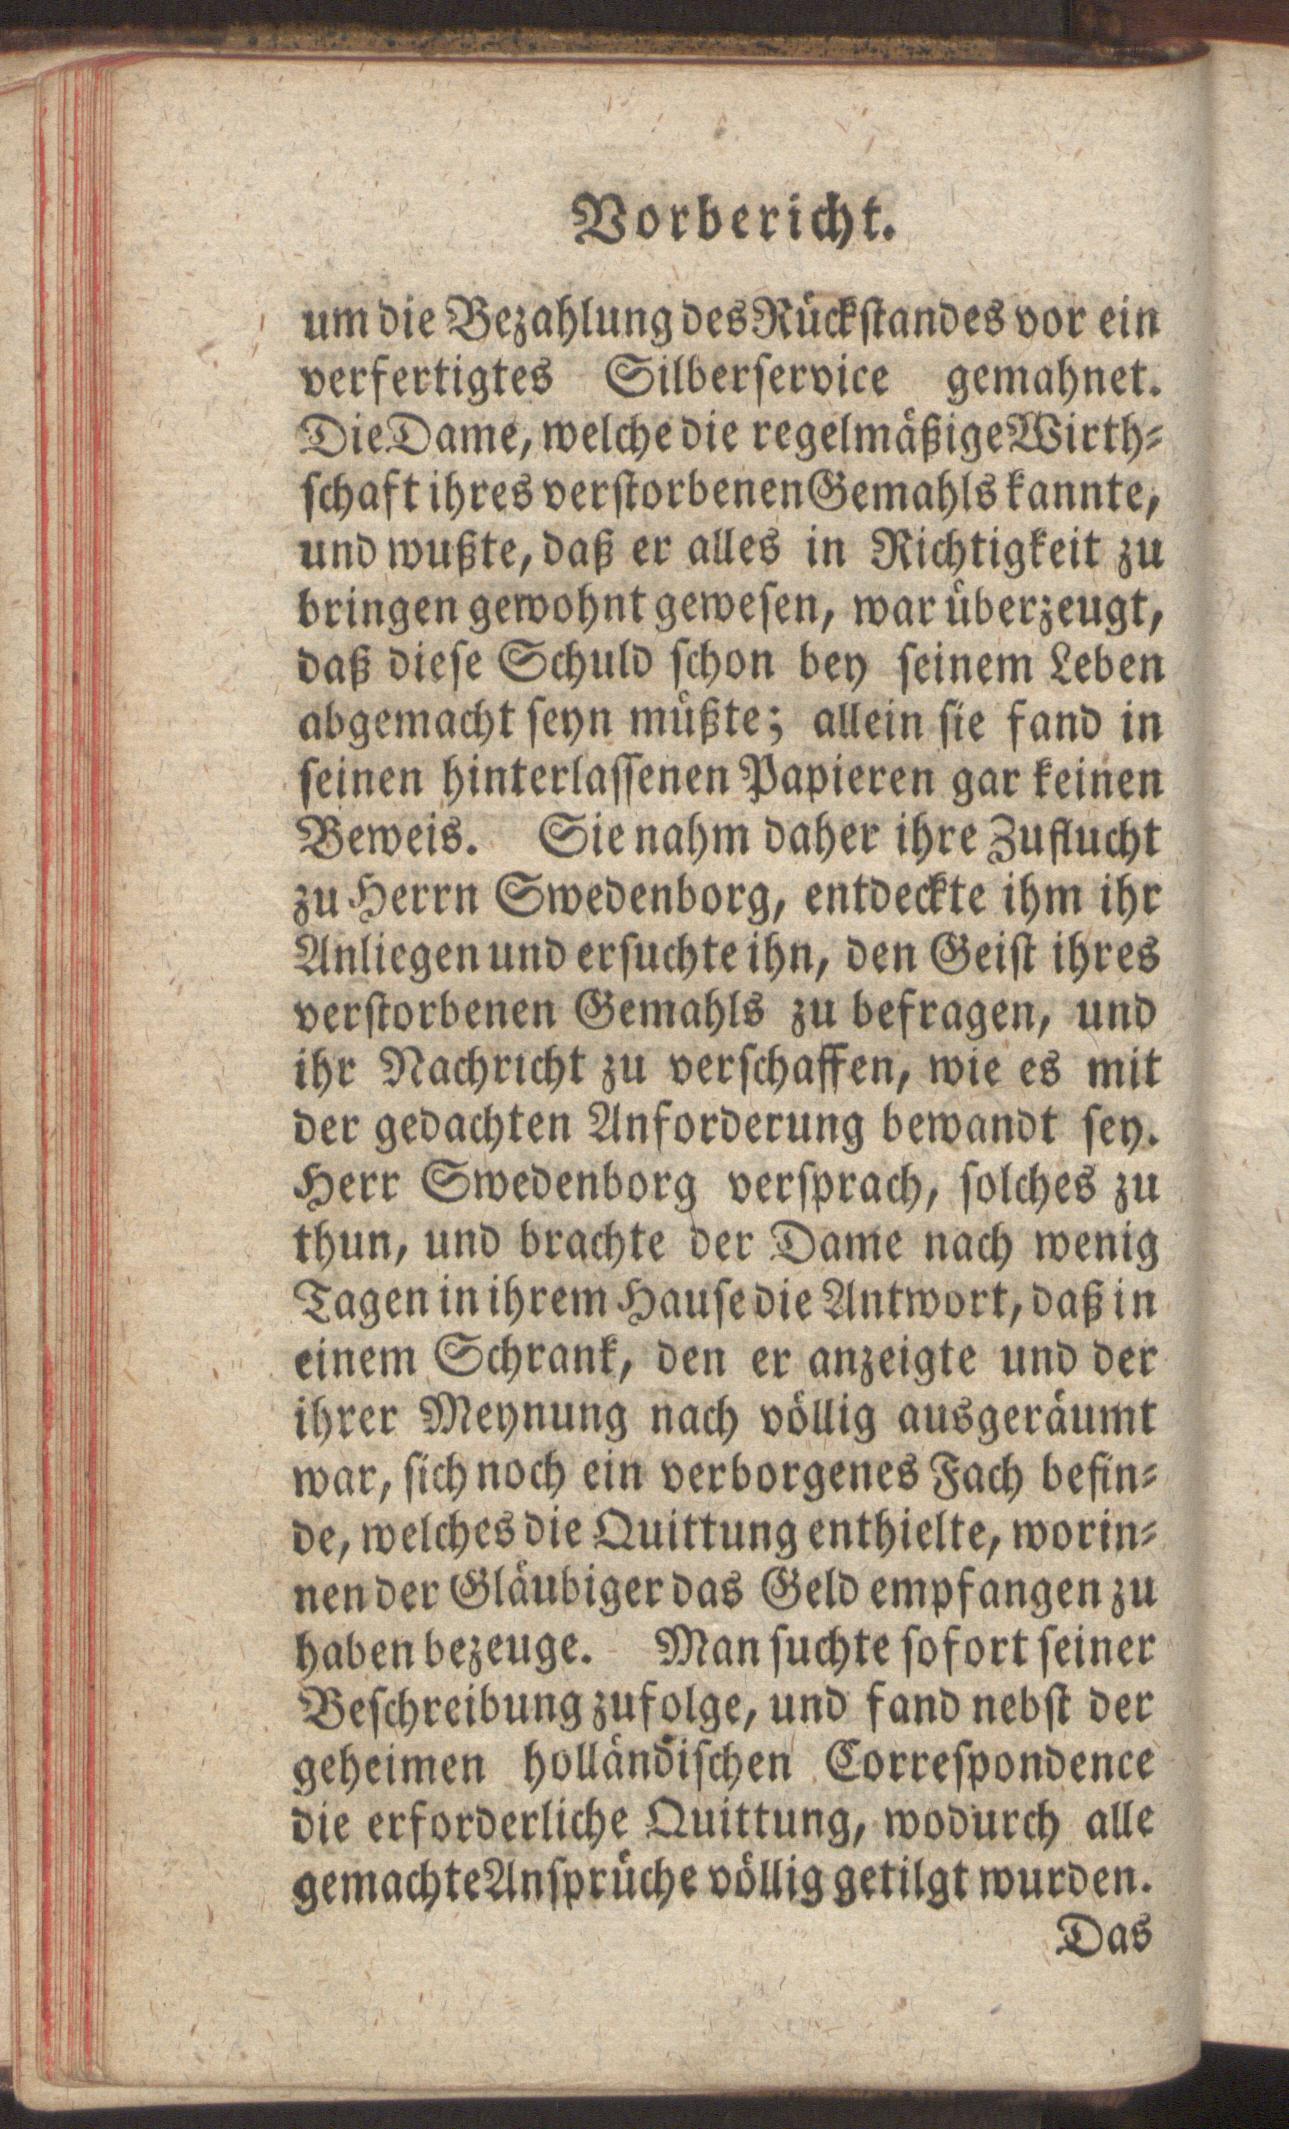 Vorbericht.
um die Bezahlung des Rückstandes vor ein
verfertigtes Silberservice gemahnet.
Die Dame, welche die regelmäßige Wirth-
schaft ihres verstorbenen Gemahls kannte,
und wußte, daß er alles in Richtigkeit zu
bringen gewohnt gewesen, war überzeugt,
daß diese Schuld schon bey seinem Leben
abgemacht seyn müßte; allein sie fand in
seinen hinterlassenen Papieren gar keinen
Beweis. Sie nahm daher ihre Zuflucht
zu Herrn Swedenborg, entdeckte ihm ihr
Anliegen und ersuchte ihn, den Geist ihres
verstorbenen Gemahls zu befragen, und
ihr Nachricht zu verschaffen, wie es mit
der gedachten Anforderung bewandt sey.
Herr Swedenborg versprach, solches zu
thun, und brachte der Dame nach wenig
Tagen in ihrem Hause die Antwort, daß in
einem Schrank, den er anzeigte und der
ihrer Meynung nach völlig ausgeräumt
war, sich noch ein verborgenes Fach befin-
de, welches die Quittung enthielte, worin-
nen der Gläubiger das Geld empfangen zu
haben bezeuge. Man suchte sofort seiner
Beschreibung zufolge, und fand nebst der
geheimen holländischen Correspondence
die erforderliche Quittung, wodurch alle
gemachte Ansprüche völlig getilgt wurden.
Das